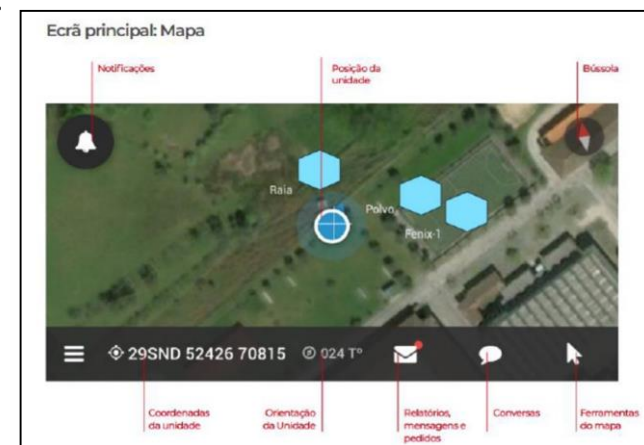 Ecrã principal: Mapa
Notificações
Posição da
unidade
Bússola
Raia
Polvo
Fenix-1
29SND 52426 70815
024 T°
Coordenadas
da unidade
Orientação
da Unidade
Relatórios,
mensagens e
pedidos
Conversas
Ferramentas
do mapa